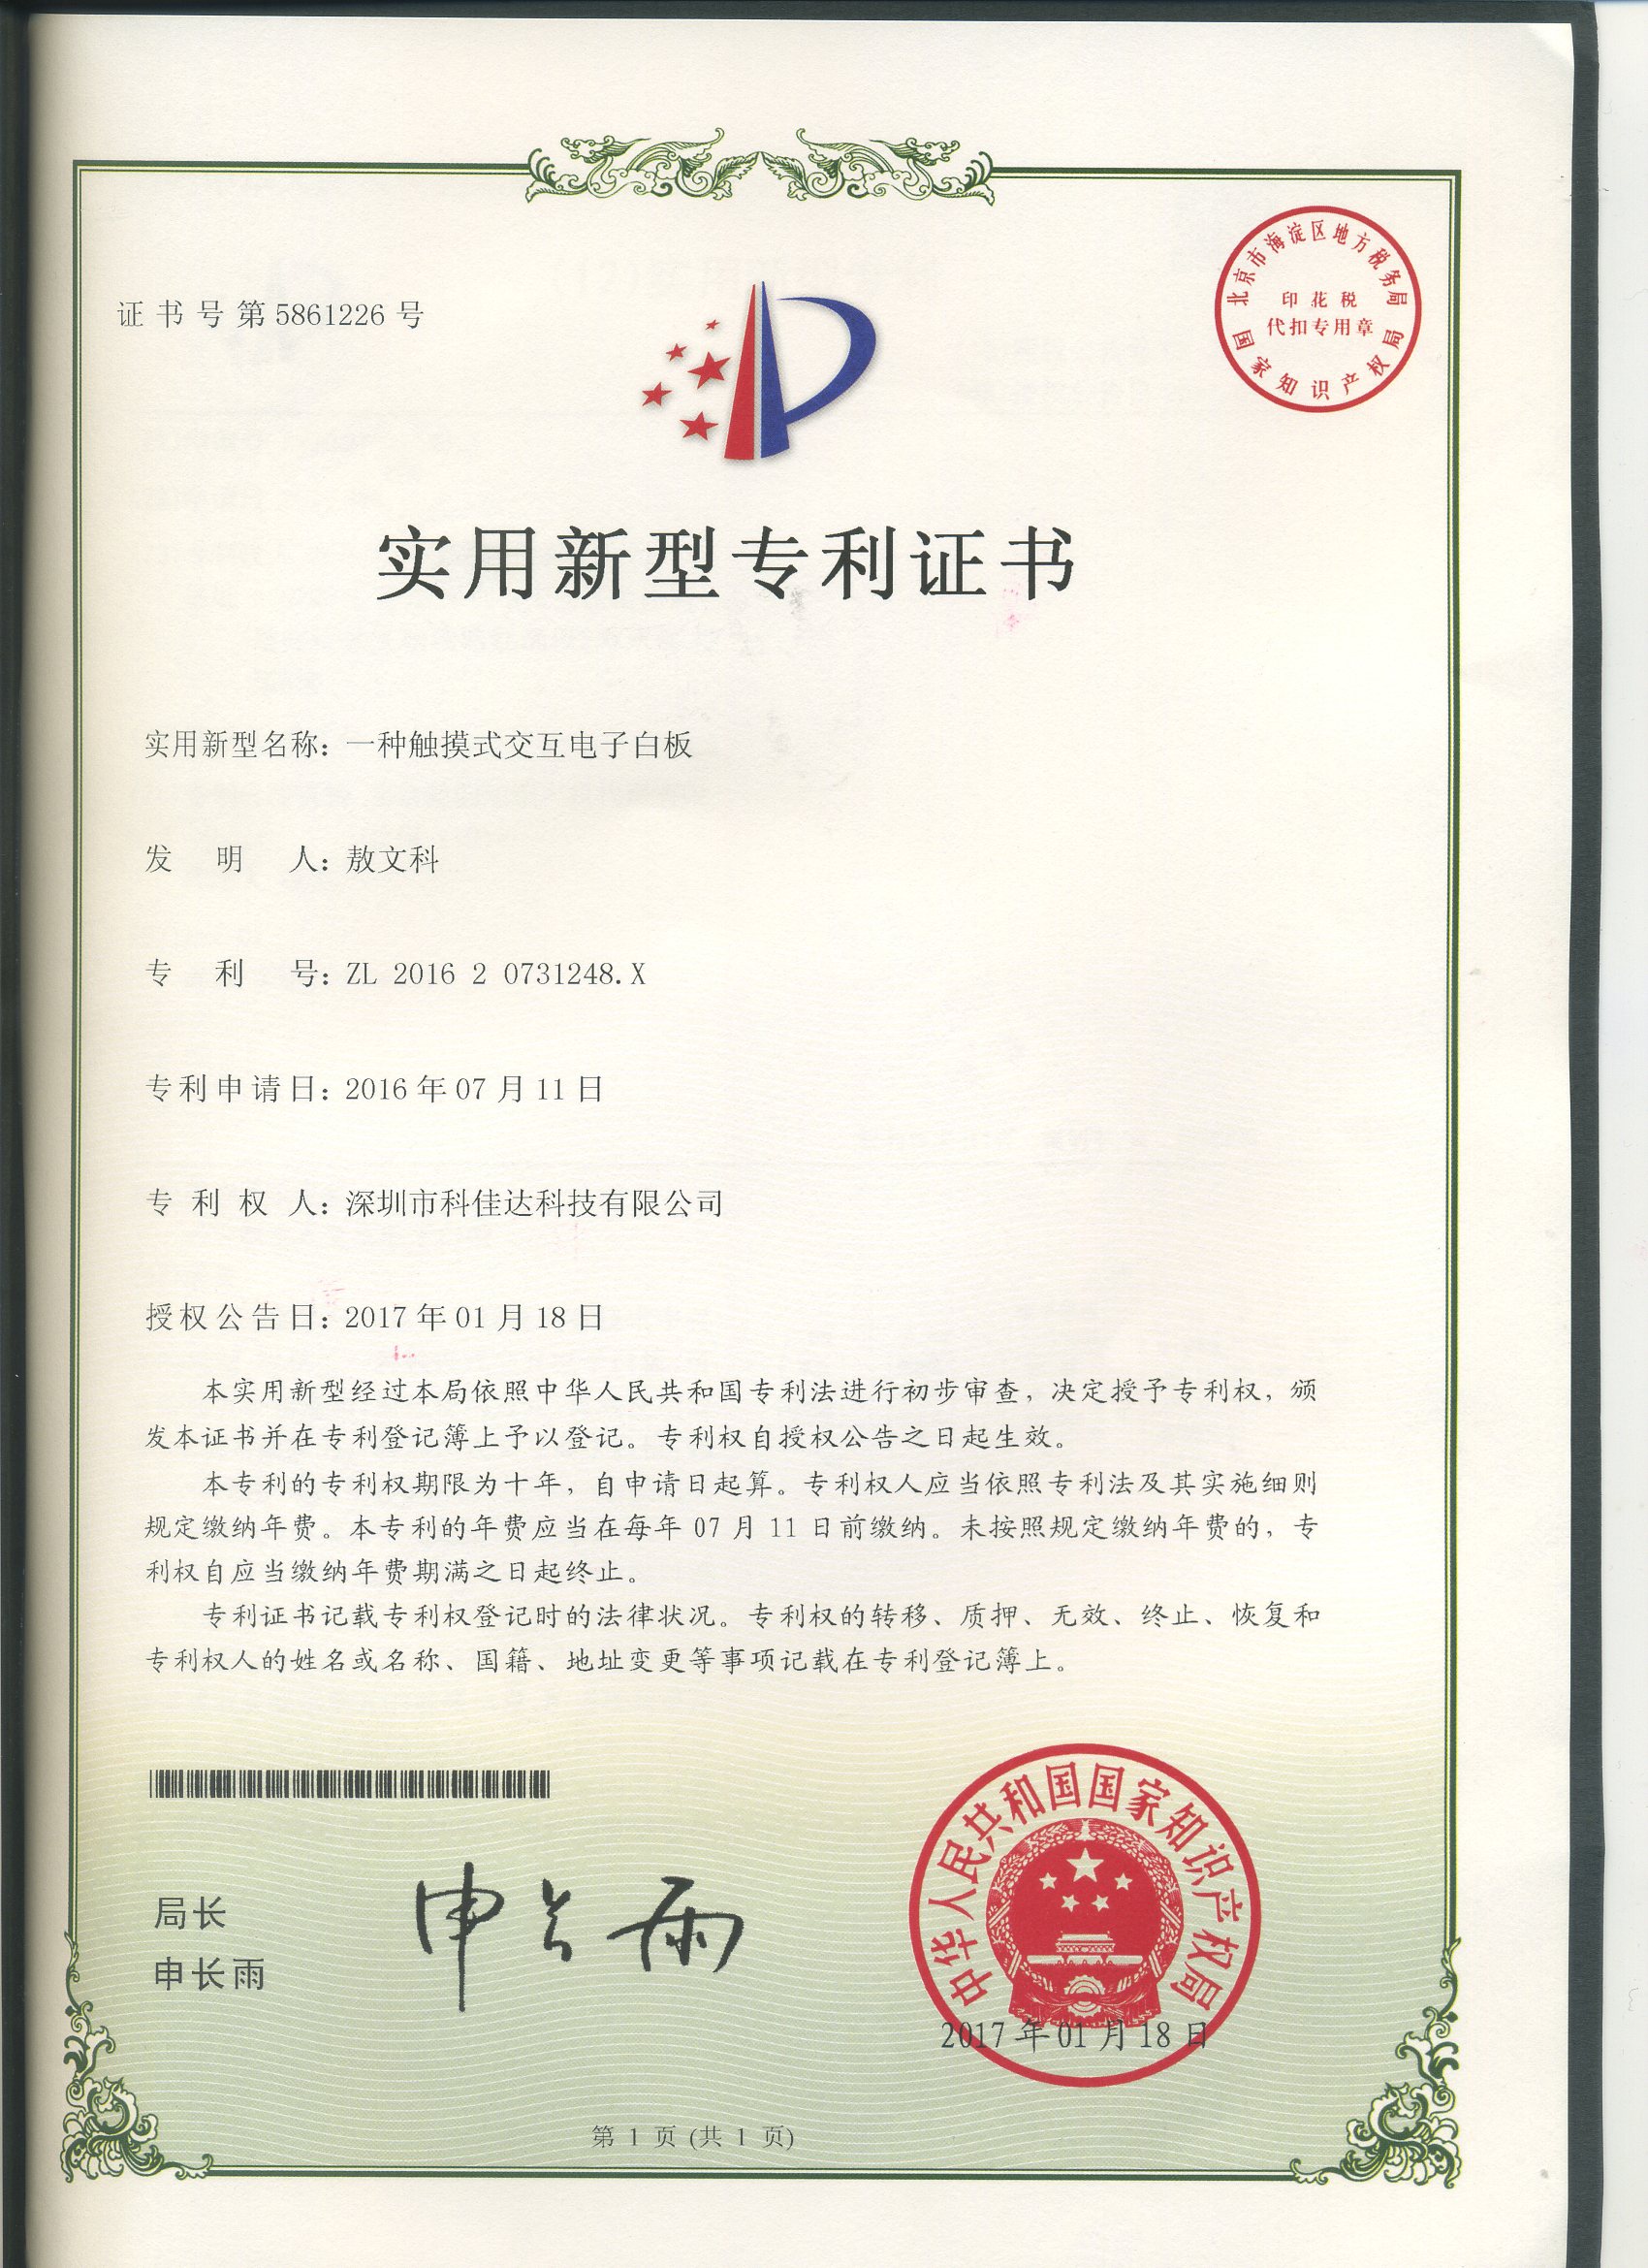 证书号第5861226号
北京市海淀区地方税务局
印花税
代扣专用章
国家知识产权局
实用新型专利证书
实用新型名称：一种触摸式交互电子白板
发明人：敖文科
专利号：ZL 2016 2 0731248.X
专利申请日：2016年07月11日
专利权人：深圳市科佳达科技有限公司
授权公告日：2017年01月18日
本实用新型经过本局依照中华人民共和国专利法进行初步审查，决定授予专利权，颁
发本证书并在专利登记簿上予以登记。专利权自授权公告之日起生效。
本专利的专利权期限为十年，自申请日起算。专利权人应当依照专利法及其实施细则
规定缴纳年费。本专利的年费应当在每年07月11日前缴纳。未按照规定缴纳年费的，专
利权自应当缴纳年费期满之日起终止。
专利证书记载专利权登记时的法律状况。专利权的转移、质押、无效、终止、恢复和
专利权人的姓名或名称、国籍、地址变更等事项记载在专利登记簿上。
局长
申长雨
申长雨
中华人民共和国国家知识产权局
2017年01月18日
第 1 页 (共 1 页)